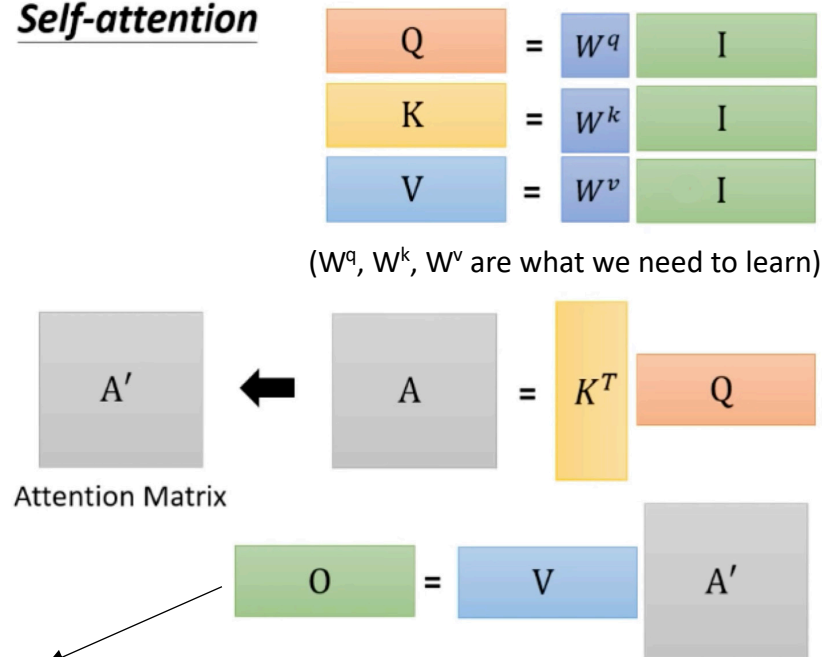 Self-attention
Q = W^q I
K = W^k I
V = W^v I
(W^q, W^k, W^v are what we need to learn)
A′ A = K^T Q
Attention Matrix
O = V A′